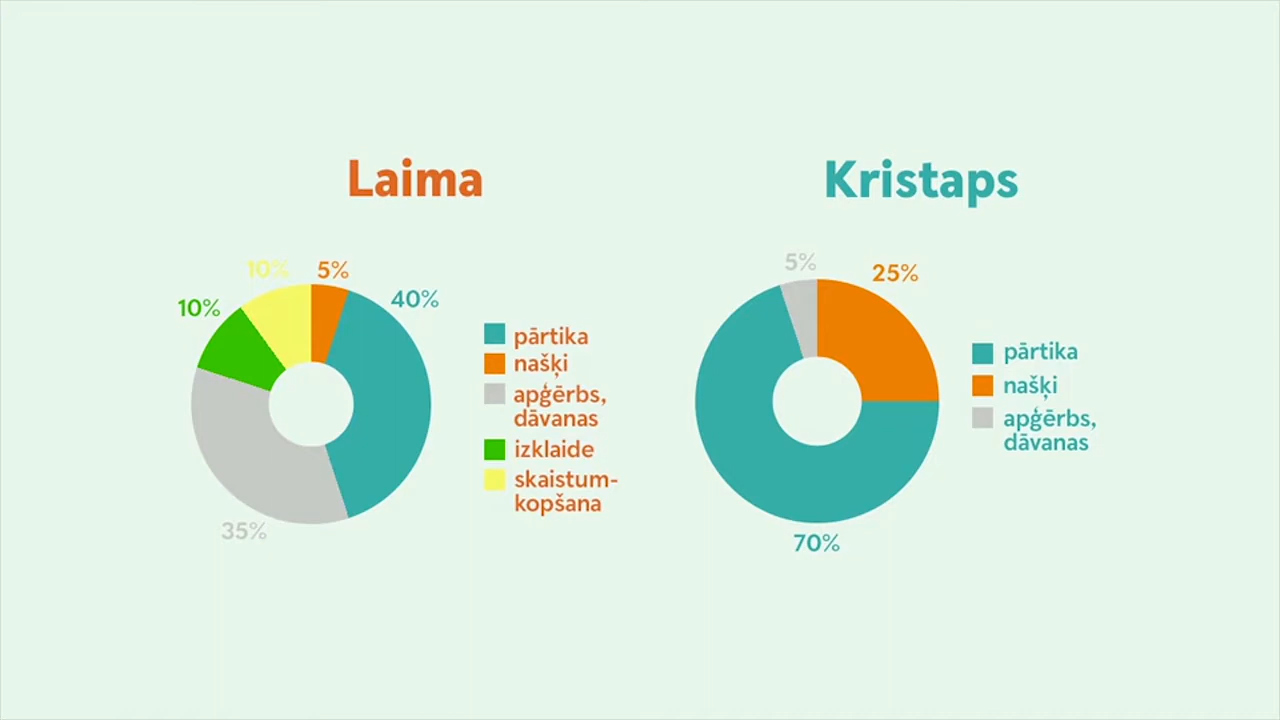 Laima
10%
5%
10%
40%
35%
pārtika
našķi
apģērbs,
dāvanas
izklaide
skaistum-
kopšana
Kristaps
5%
25%
70%
pārtika
našķi
apģērbs,
dāvanas